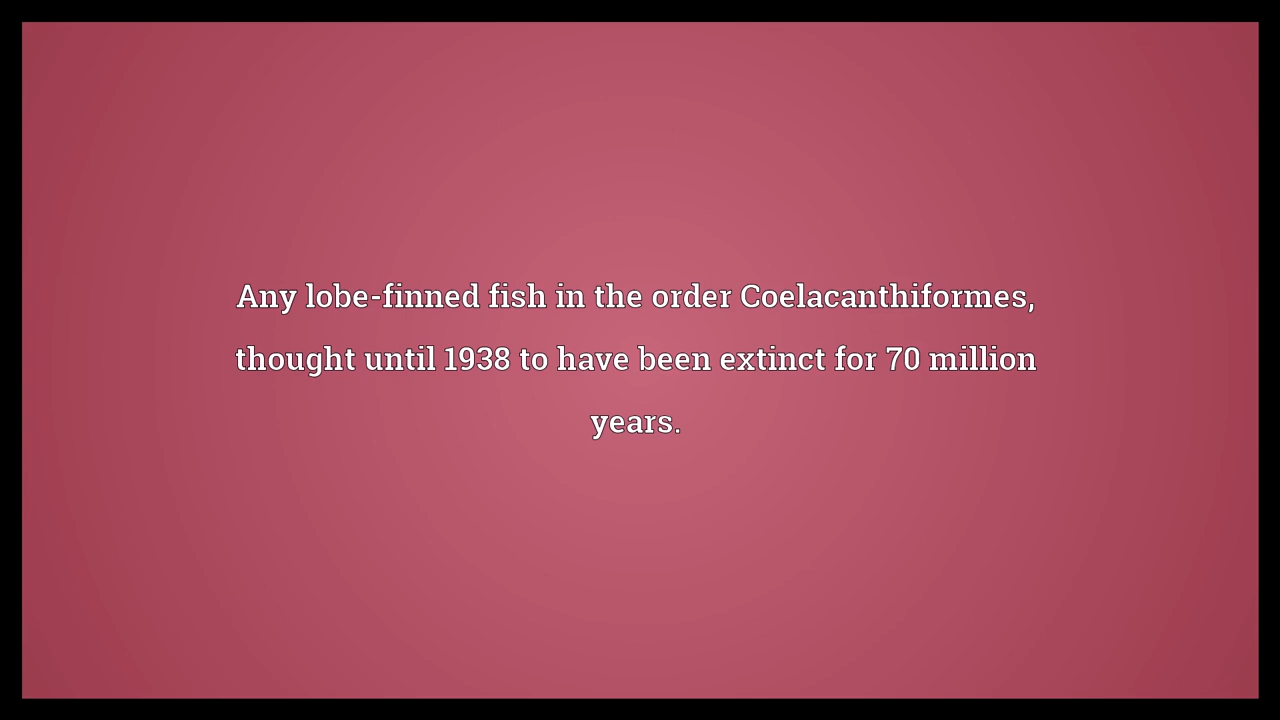 Any lobe-finned fish in the order Coelacanthiformes,
thought until 1938 to have been extinct for 70 million
years.